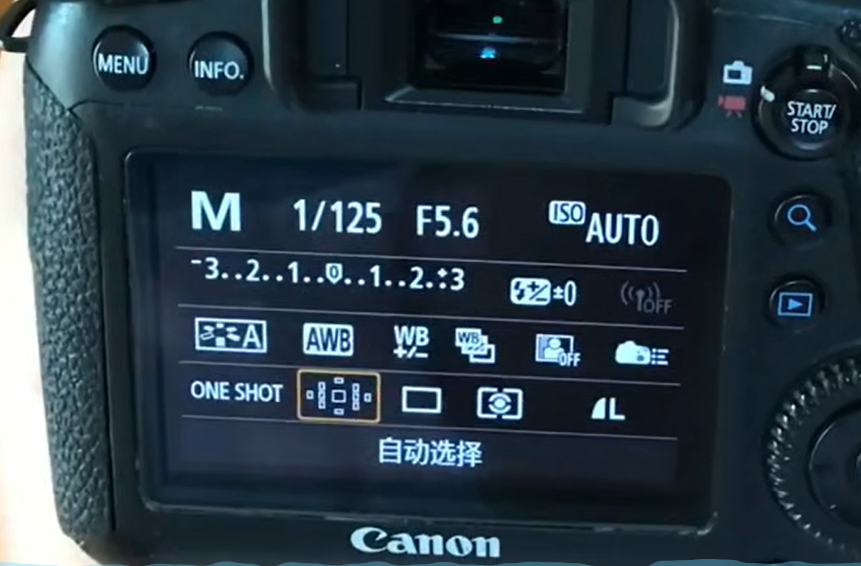 MENU
INFO.
START/
STOP
M 1/125 F5.6 ISO AUTO
-3..2..1..0..1..2.:+3 ±0 OFF
A AWB WB +/- WB OFF
ONE SHOT L
自动选择
Canon